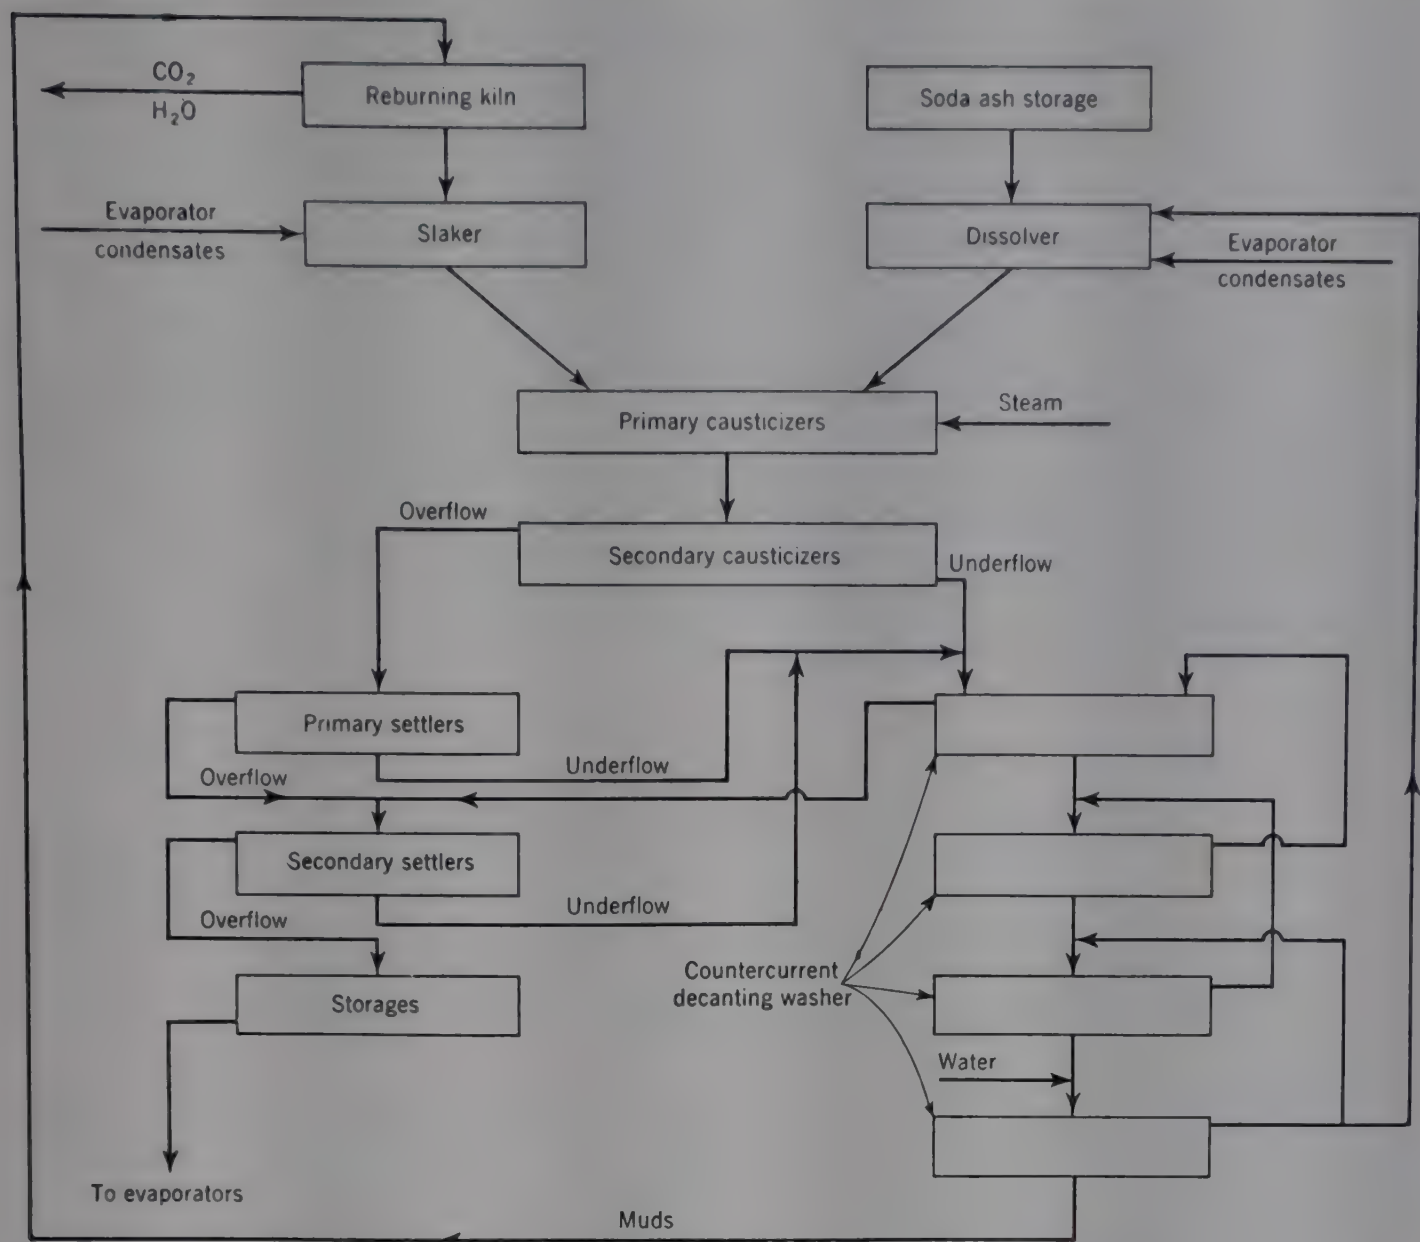 CO₂
H₂O
Reburning kiln
Soda ash storage
Evaporator
condensates
Slaker
Dissolver
Evaporator
condensates
Primary causticizers
Steam
Overflow
Secondary causticizers
Underflow
Primary settlers
Overflow
Underflow
Secondary settlers
Overflow
Underflow
Countercurrent
decanting washer
Storages
Water
To evaporators
Muds